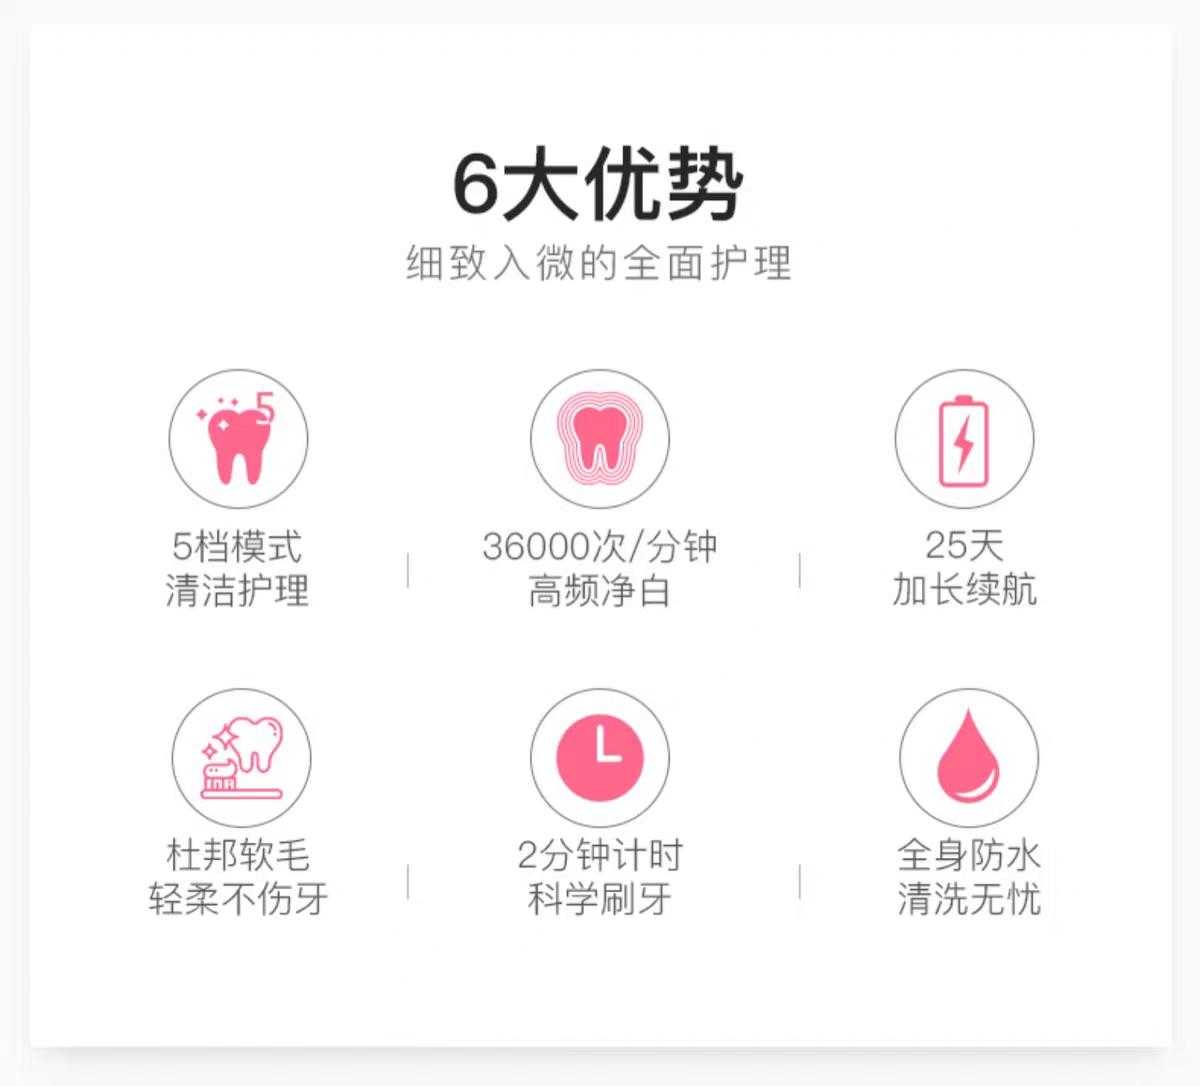 6大优势
细致入微的全面护理
5
5档模式
清洁护理
36000次/分钟
高频净白
25天
加长续航
杜邦软毛
轻柔不伤牙
2分钟计时
科学刷牙
全身防水
清洗无忧